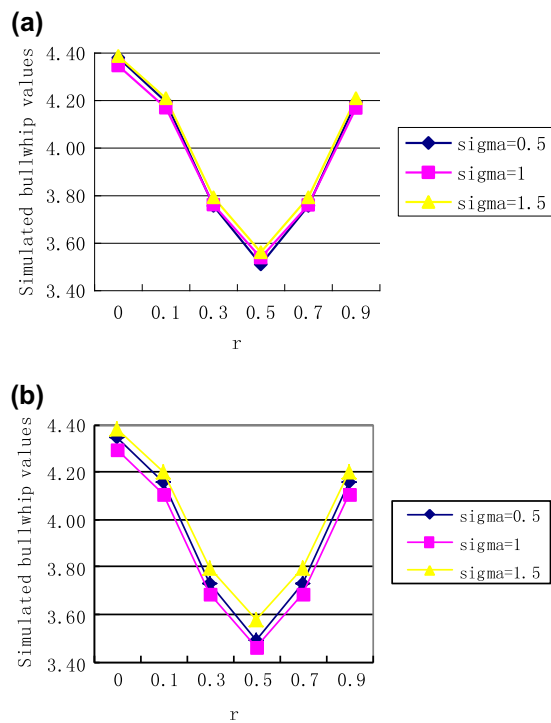 (a)
Simulated bullwhip values
4.40
4.20
4.00
3.80
3.60
3.40
0 0.1 0.3 0.5 0.7 0.9
r
sigma=0.5
sigma=1
sigma=1.5
(b)
Simulated bullwhip values
4.40
4.20
4.00
3.80
3.60
3.40
0 0.1 0.3 0.5 0.7 0.9
r
sigma=0.5
sigma=1
sigma=1.5